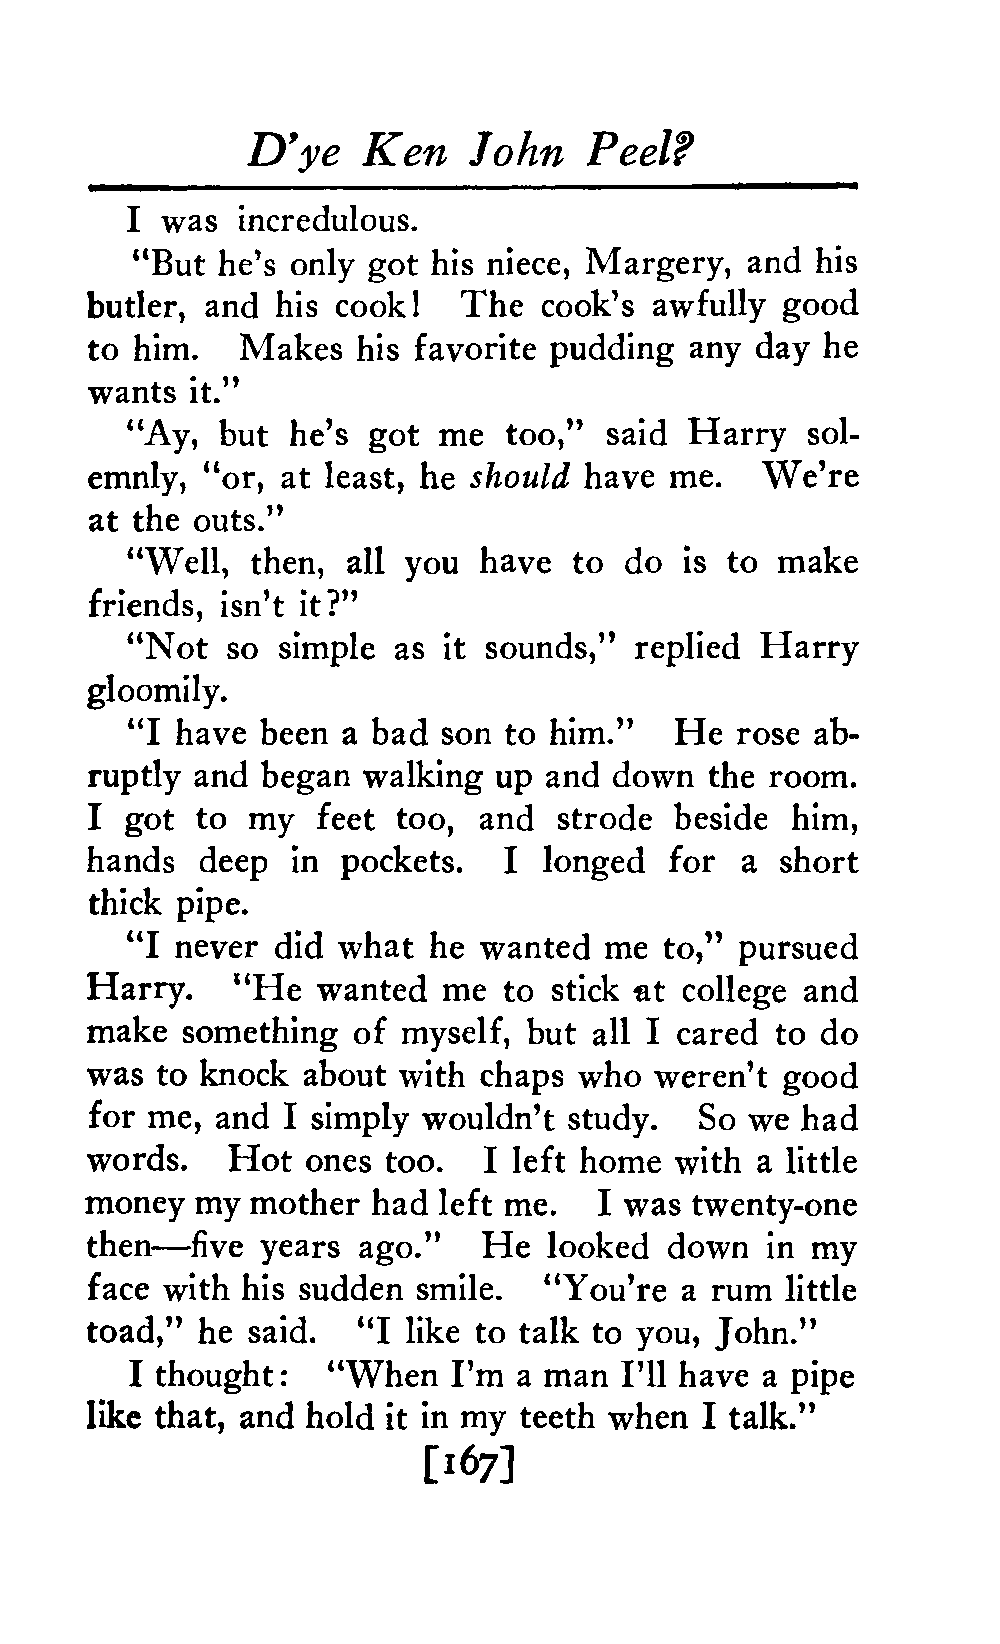 D'ye Ken John Peel?
I was incredulous.
"But he's only got his niece, Margery, and his
butler, and his cook! The cook's awfully good
to him. Makes his favorite pudding any day he
wants it."
"Ay, but he's got me too," said Harry sol-
emnly, "or, at least, he should have me. We're
at the outs."
"Well, then, all you have to do is to make
friends, isn't it?"
"Not so simple as it sounds," replied Harry
gloomily.
"I have been a bad son to him." He rose ab-
ruptly and began walking up and down the room.
I got to my feet too, and strode beside him,
hands deep in pockets. I longed for a short
thick pipe.
"I never did what he wanted me to," pursued
Harry. "He wanted me to stick at college and
make something of myself, but all I cared to do
was to knock about with chaps who weren't good
for me, and I simply wouldn't study. So we had
words. Hot ones too. I left home with a little
money my mother had left me. I was twenty-one
then—five years ago." He looked down in my
face with his sudden smile. "You're a rum little
toad," he said. "I like to talk to you, John."
I thought: "When I'm a man I'll have a pipe
like that, and hold it in my teeth when I talk."
[167]